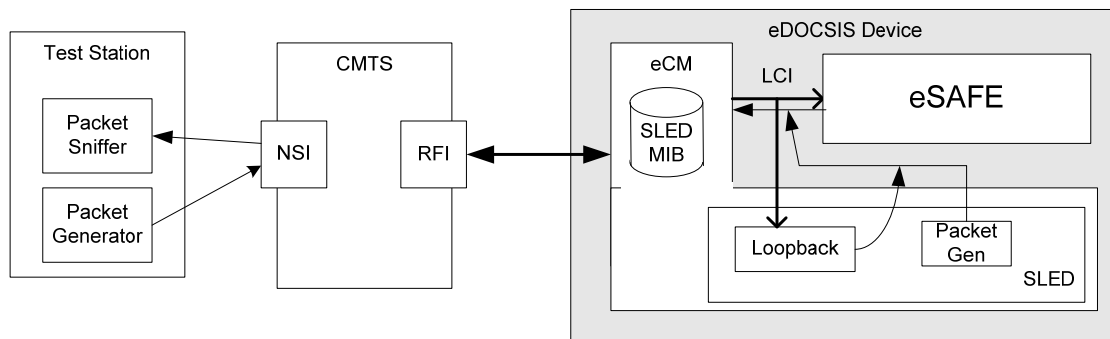 Test Station
Packet
Sniffer
Packet
Generator
CMTS
NSI
RFI
eDOCSIS Device
eCM
SLED
MIB
LCI
eSAFE
Loopback
Packet
Gen
SLED